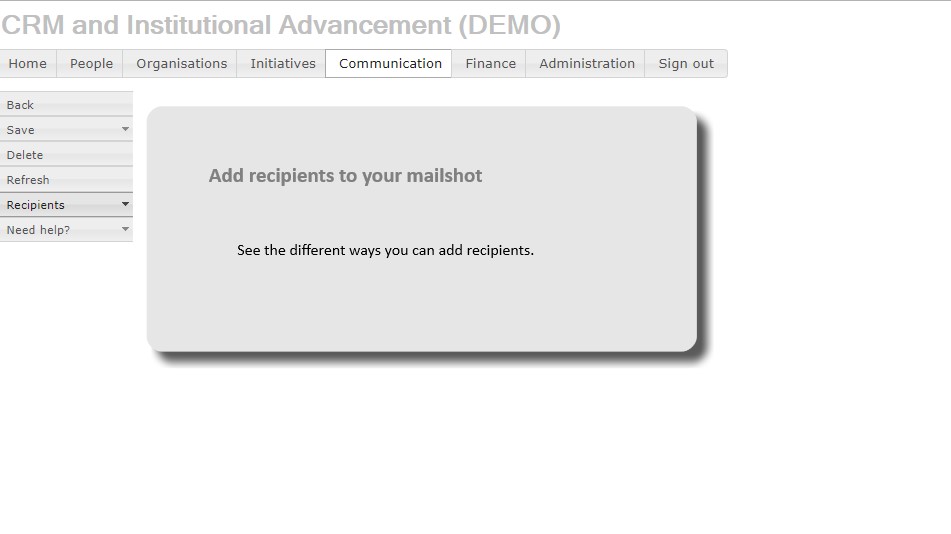 CRM and Institutional Advancement (DEMO)
Home People Organisations Initiatives Communication Finance Administration Sign out
Back
Save
Delete
Refresh
Recipients
Need help?
Add recipients to your mailshot
See the different ways you can add recipients.